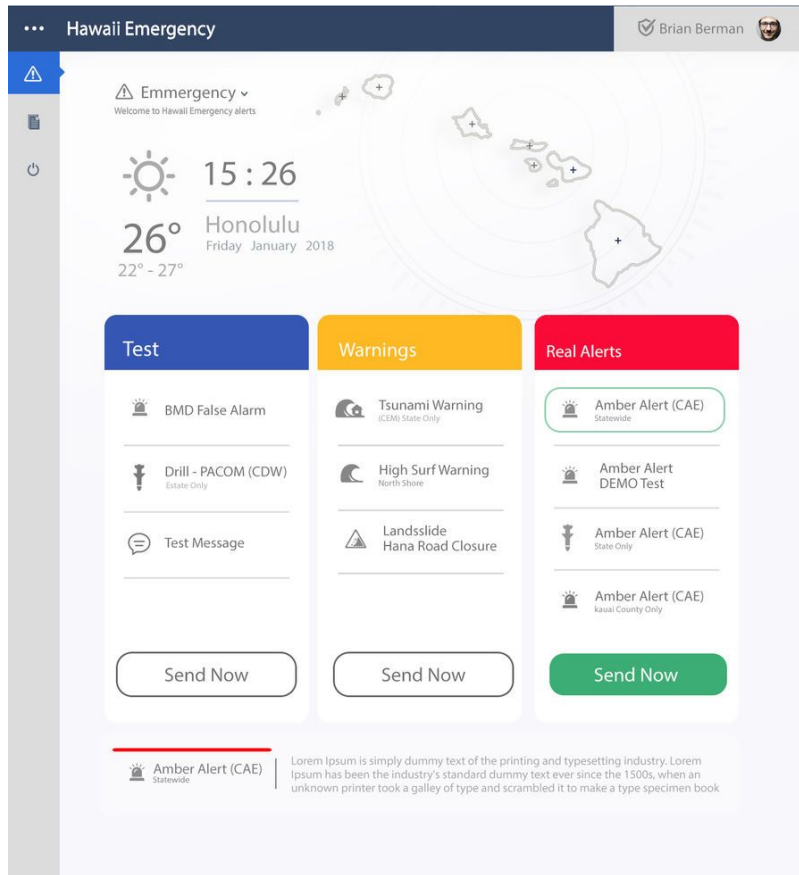 Hawaii Emergency
Brian Berman
Emmergency
Welcome to Hawaii Emergency alerts
15 : 26
26°
Honolulu
Friday January 2018
22° - 27°
Test
BMD False Alarm
Drill - PACOM (CDW)
Estate Only
Test Message
Send Now
Warnings
Tsunami Warning
(CEM) State Only
High Surf Warning
North Shore
Landsslide
Hana Road Closure
Send Now
Real Alerts
Amber Alert (CAE)
Statewide
Amber Alert
DEMO Test
Amber Alert (CAE)
State Only
Amber Alert (CAE)
kauai County Only
Send Now
Amber Alert (CAE)
Statewide
Lorem Ipsum is simply dummy text of the printing and typesetting industry. Lorem
Ipsum has been the industry's standard dummy text ever since the 1500s, when an
unknown printer took a galley of type and scrambled it to make a type specimen book